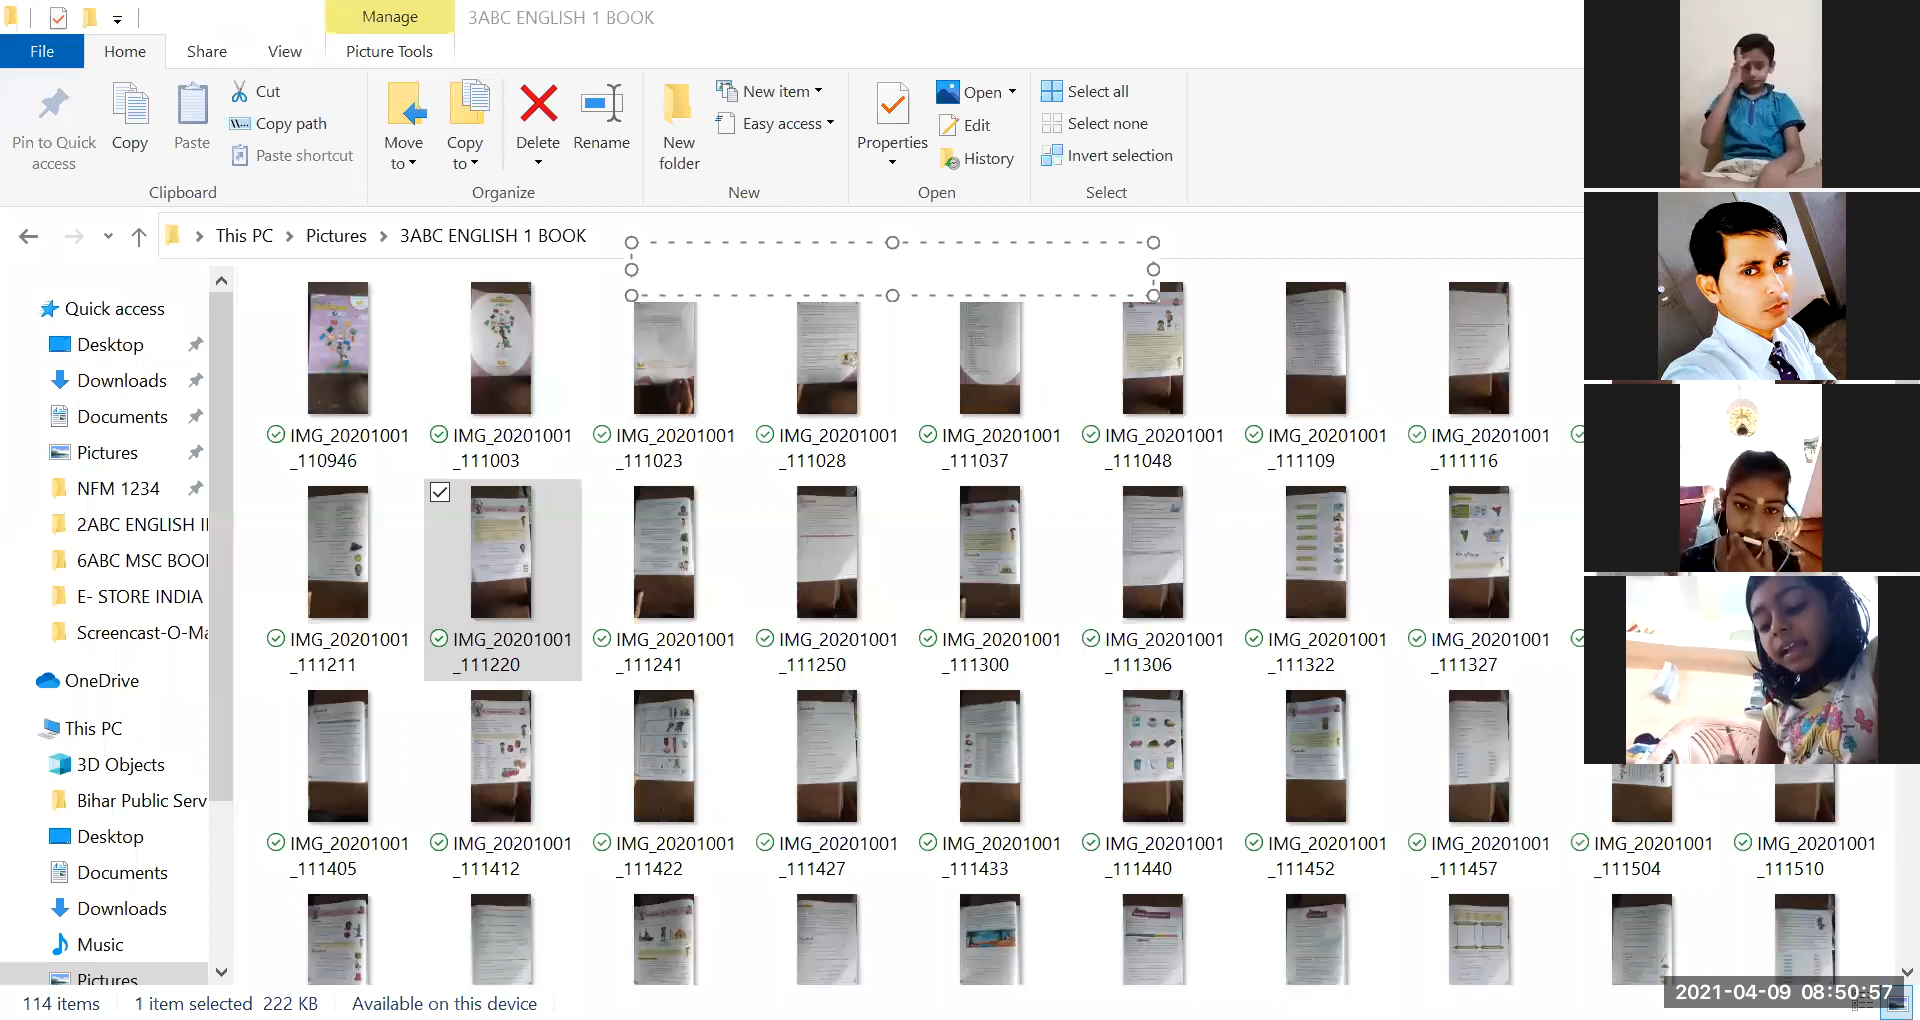 Manage
3ABC ENGLISH 1 BOOK
File
Home
Share
View
Picture Tools
Pin to Quick access
Copy
Paste
Cut
Copy path
Paste shortcut
Clipboard
Move to
Copy to
Delete
Rename
Organize
New folder
New item
Easy access
New
Properties
Open
Edit
History
Open
Select all
Select none
Invert selection
Select
This PC
Pictures
3ABC ENGLISH 1 BOOK
Quick access
Desktop
Downloads
Documents
Pictures
NFM 1234
2ABC ENGLISH
6ABC MSC
E- STORE INDIA
Screencast-O-Ma
OneDrive
This PC
3D Objects
Bihar Public Serv
Desktop
Documents
Downloads
Music
Pictures
IMG_20201001_110946
IMG_20201001_111003
IMG_20201001_111023
IMG_20201001_111028
IMG_20201001_111037
IMG_20201001_111048
IMG_20201001_111109
IMG_20201001_111116
IMG_20201001_111211
IMG_20201001_111220
IMG_20201001_111241
IMG_20201001_111250
IMG_20201001_111300
IMG_20201001_111306
IMG_20201001_111322
IMG_20201001_111327
IMG_20201001_111405
IMG_20201001_111412
IMG_20201001_111422
IMG_20201001_111427
IMG_20201001_111433
IMG_20201001_111440
IMG_20201001_111452
IMG_20201001_111457
IMG_20201001_111504
IMG_20201001_111510
114 items
1 item selected 222 KB
Available on this device
2021-04-09 08:50:57